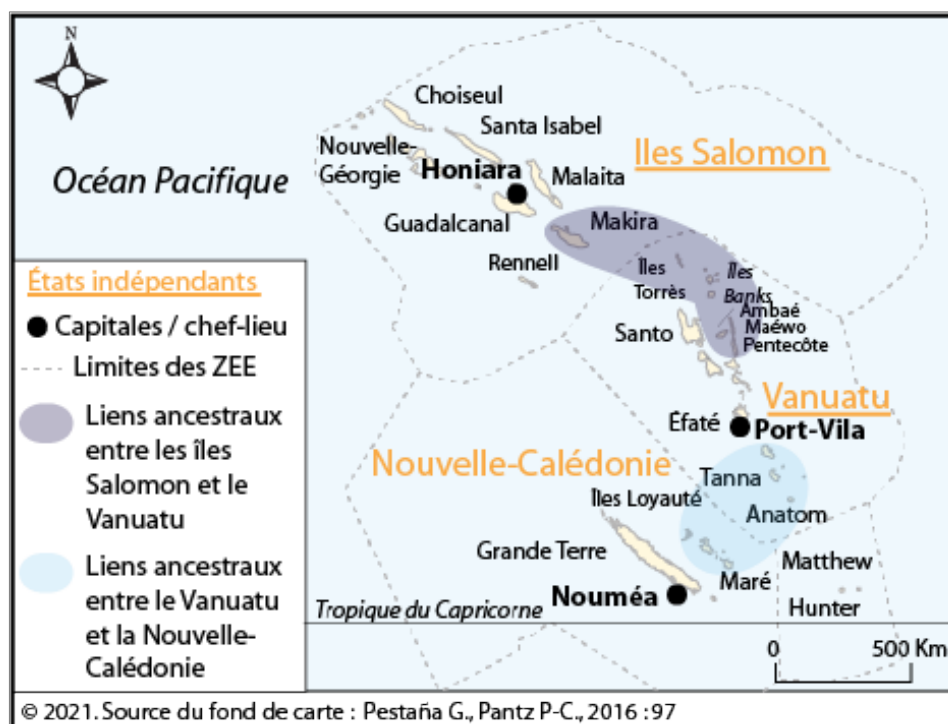 N
Choiseul
Santa Isabel
Iles Salomon
Nouvelle-
Géorgie
Honiara
Malaita
Océan Pacifique
Guadalcanal
Makira
Rennell
Îles
Torrès
Îles
Banks
Ambaé
Maéwo
Pentecôte
Santo
Vanuatu
Éfaté
Port-Vila
Nouvelle-Calédonie
Tanna
Îles Loyauté
Anatom
Grande Terre
Matthew
Maré
Nouméa
Hunter
Tropique du Capricorne
0 500 Km
États indépendants
Capitales / chef-lieu
Limites des ZEE
Liens ancestraux
entre les îles
Salomon et le
Vanuatu
Liens ancestraux
entre le Vanuatu
et la Nouvelle-
Calédonie
© 2021. Source du fond de carte : Pestaña G., Pantz P-C., 2016 : 97